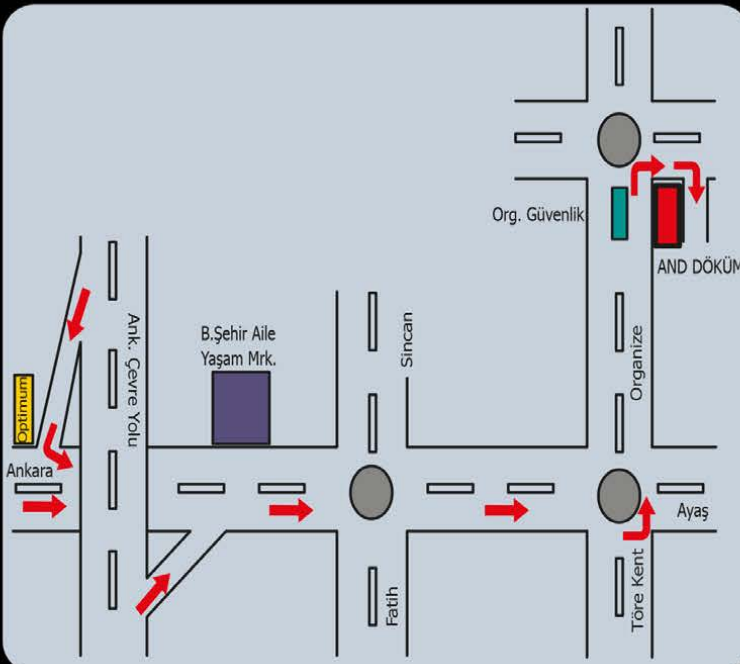 Org. Güvenlik
AND DÖKÜM
Ank. Çevre Yolu
B.Şehir Aile
Yaşam Mrk.
Sincan
Organize
Optimum
Ankara
Ayaş
Fatih
Töre Kent